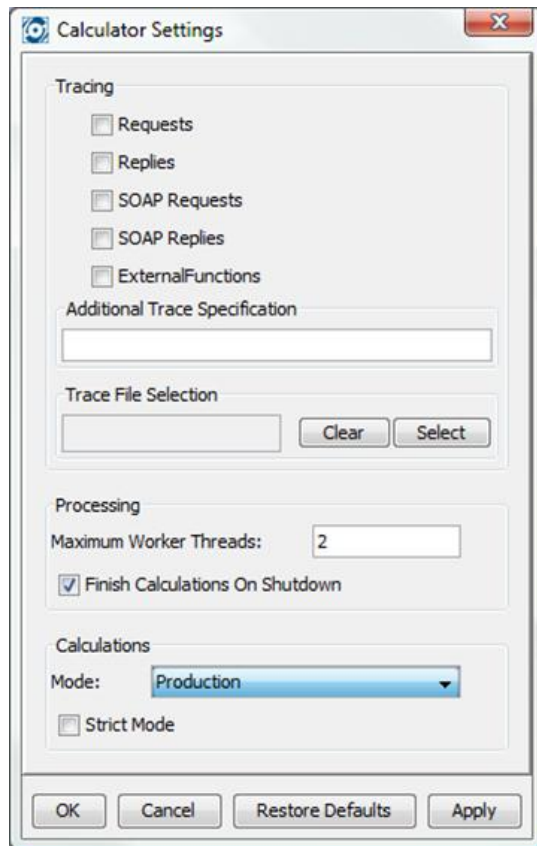 Calculator Settings
Tracing
Requests
Replies
SOAP Requests
SOAP Replies
ExternalFunctions
Additional Trace Specification
Trace File Selection
Clear Select
Processing
Maximum Worker Threads: 2
Finish Calculations On Shutdown
Calculations
Mode: Production
Strict Mode
OK Cancel Restore Defaults Apply